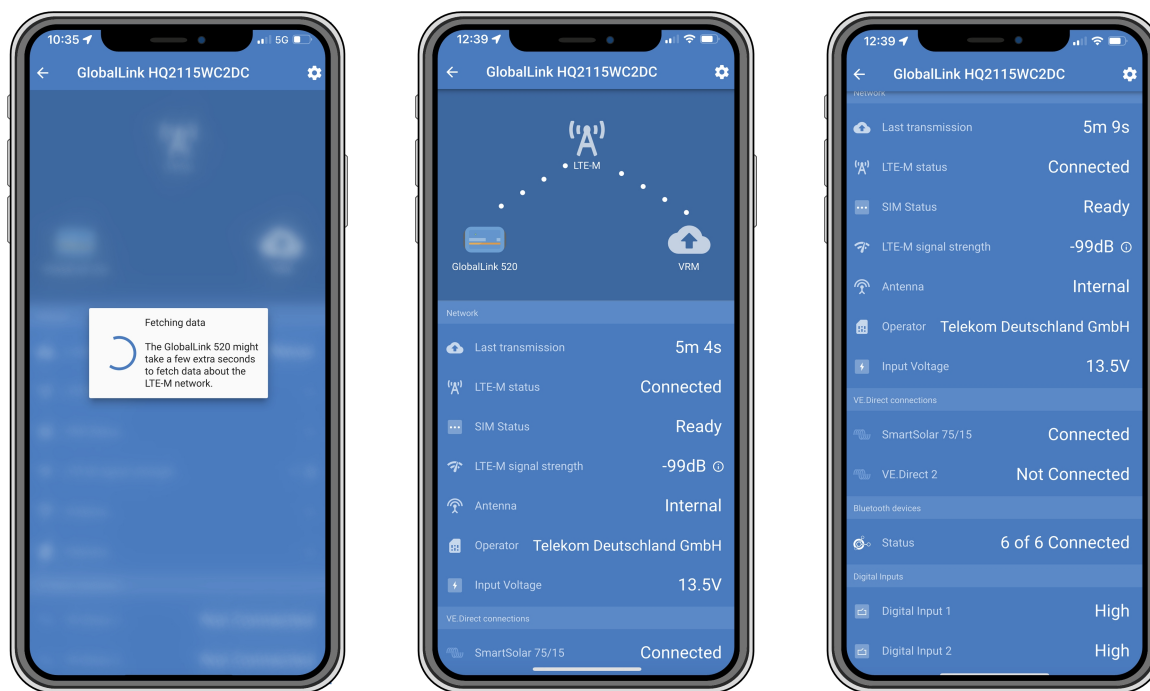 10:35
5G
GlobalLink HQ2115WC2DC
Fetching data
The GlobalLink 520 might
take a few extra seconds
to fetch data about the
LTE-M network.
12:39
GlobalLink HQ2115WC2DC
LTE-M
GlobalLink 520
VRM
Network
Last transmission 5m 4s
LTE-M status Connected
SIM Status Ready
LTE-M signal strength -99dB
Antenna Internal
Operator Telekom Deutschland GmbH
Input Voltage 13.5V
VE.Direct connections
SmartSolar 75/15 Connected
12:39
GlobalLink HQ2115WC2DC
Network
Last transmission 5m 9s
LTE-M status Connected
SIM Status Ready
LTE-M signal strength -99dB
Antenna Internal
Operator Telekom Deutschland GmbH
Input Voltage 13.5V
VE.Direct connections
SmartSolar 75/15 Connected
VE.Direct 2 Not Connected
Bluetooth devices
Status 6 of 6 Connected
Digital Inputs
Digital Input 1 High
Digital Input 2 High